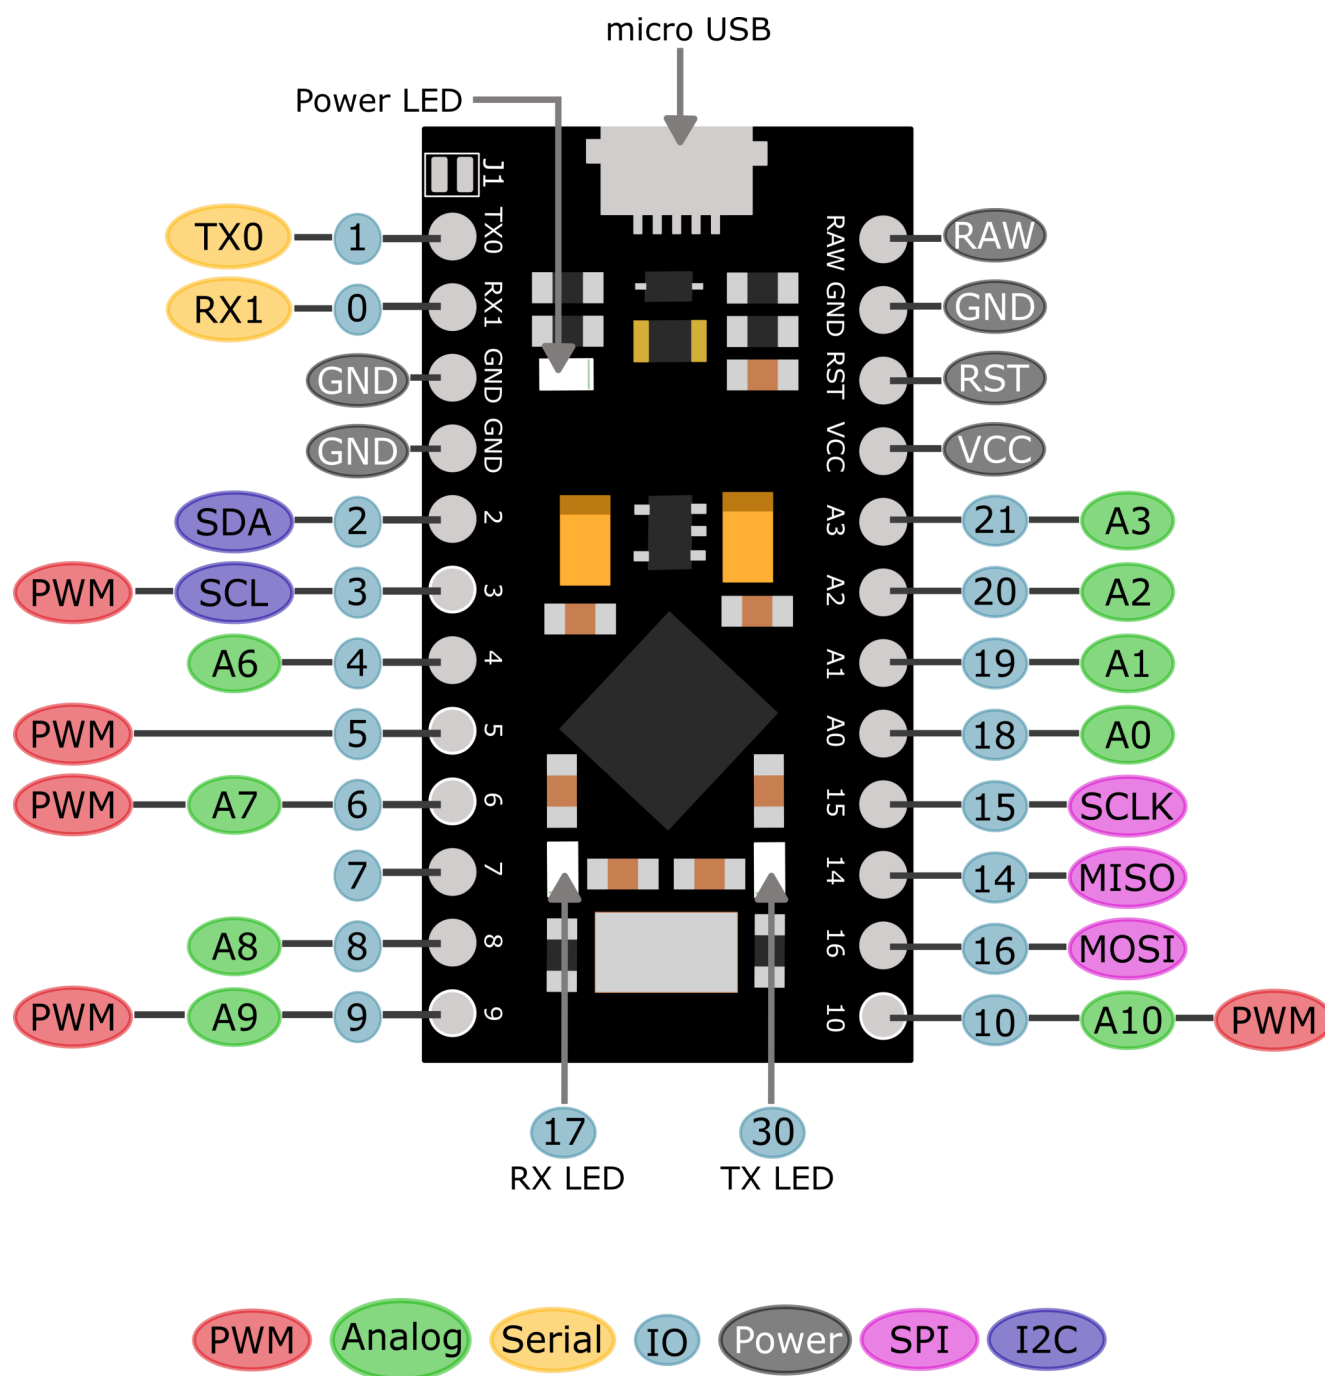 micro USB
Power LED
J1
TX0 1 TX0 RAW RAW
RX1 0 RX1 GND GND
GND GND RST RST
GND GND VCC VCC
SDA 2 2 A3 21 A3
PWM SCL 3 3 A2 20 A2
A6 4 4 A1 19 A1
PWM 5 5 A0 18 A0
PWM A7 6 6 15 15 SCLK
7 7 14 14 MISO
A8 8 8 16 16 MOSI
PWM A9 9 9 10 10 A10 PWM
17 30
RX LED TX LED
PWM Analog Serial IO Power SPI I2C